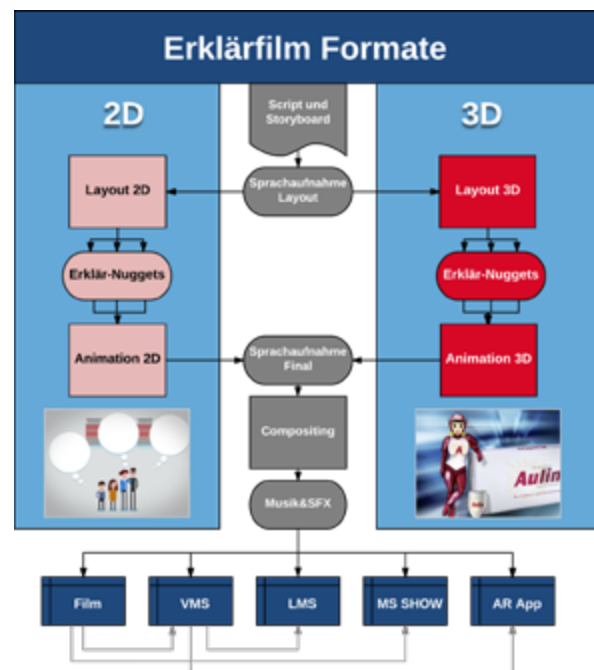 Erklärfilm Formate
2D
Script und
Storyboard
3D
Layout 2D
Sprachaufnahme
Layout
Layout 3D
Erklär-Nuggets
Erklär-Nuggets
Animation 2D
Sprachaufnahme
Final
Animation 3D
Compositing
A
Aulin
Musik&SFX
Film
VMS
LMS
MS SHOW
AR App